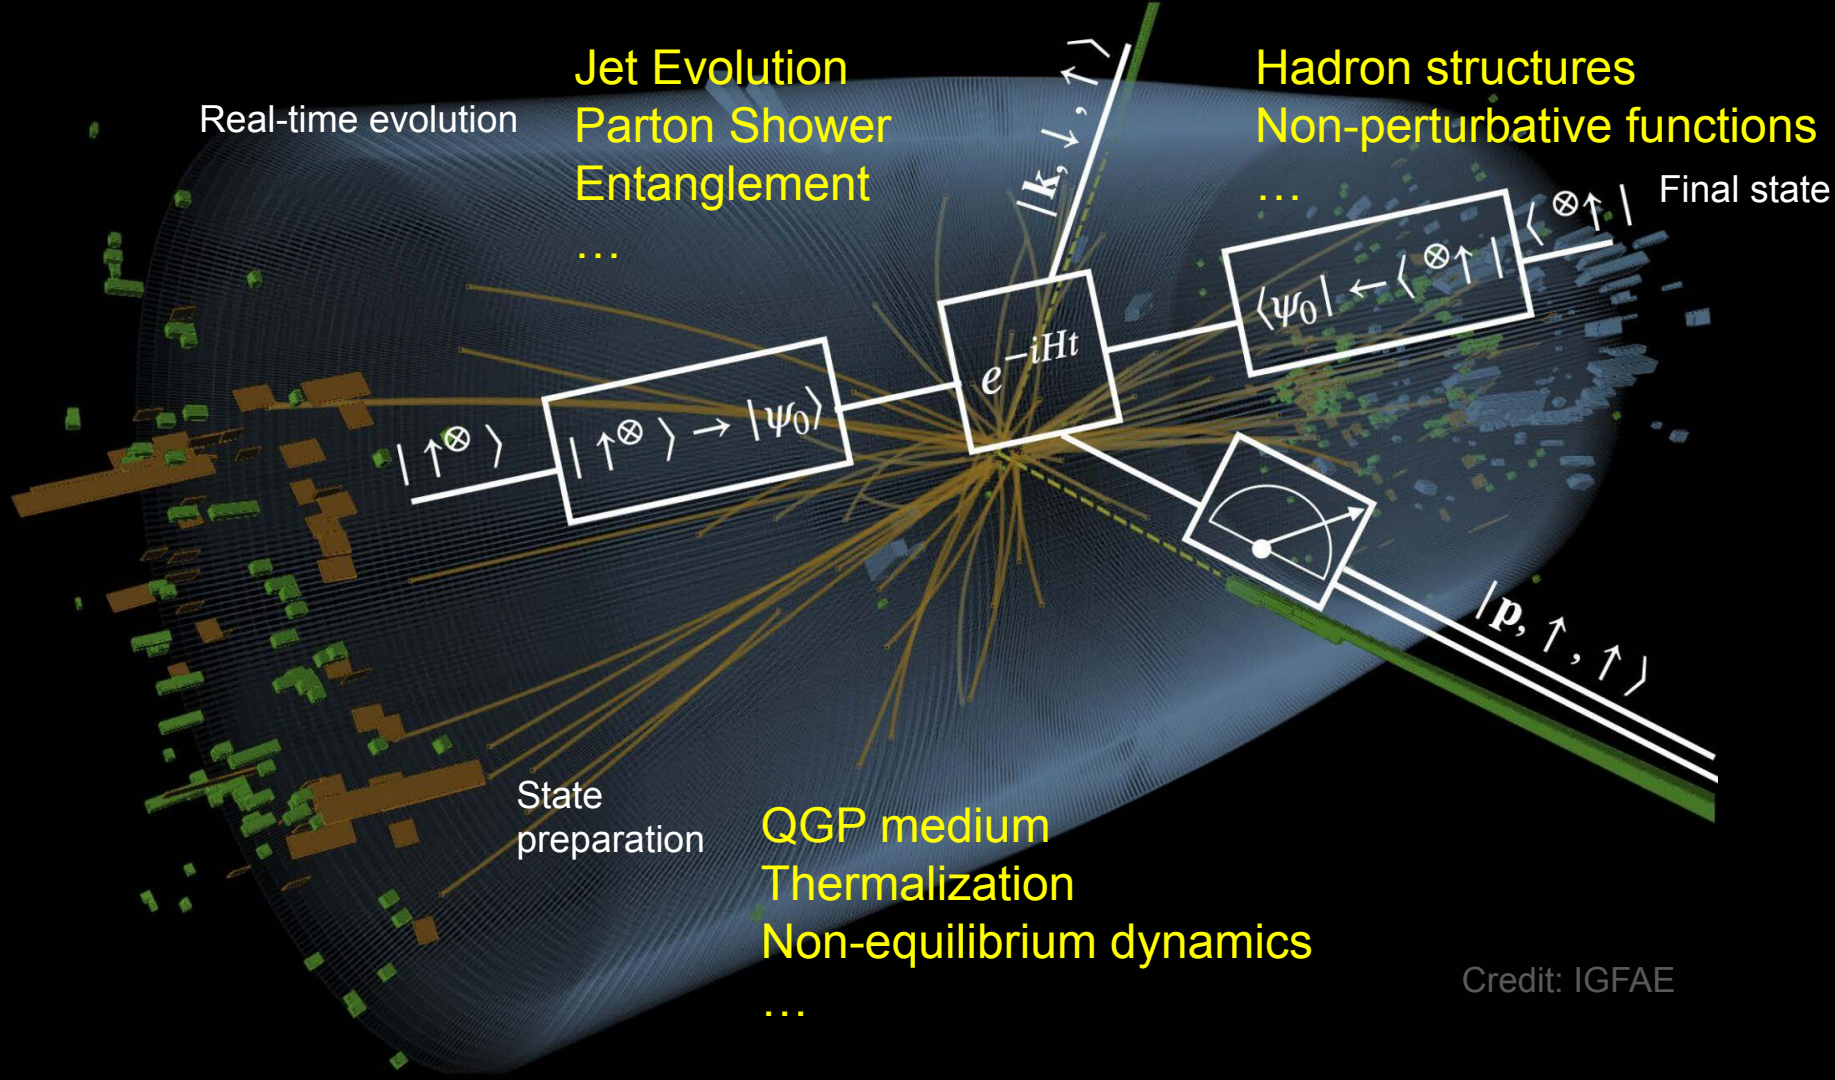 Jet Evolution
Parton Shower
Entanglement
…
Real-time evolution
Hadron structures
Non-perturbative functions
…
Final state
|k, ↓, ↑⟩
⟨⊗↑|
⟨ψ₀| ← ⟨⊗↑|
e^{-iHt}
|↑⊗⟩
|↑⊗⟩ → |ψ₀⟩
|p, ↑, ↑⟩
State
preparation
QGP medium
Thermalization
Non-equilibrium dynamics
…
Credit: IGFAE